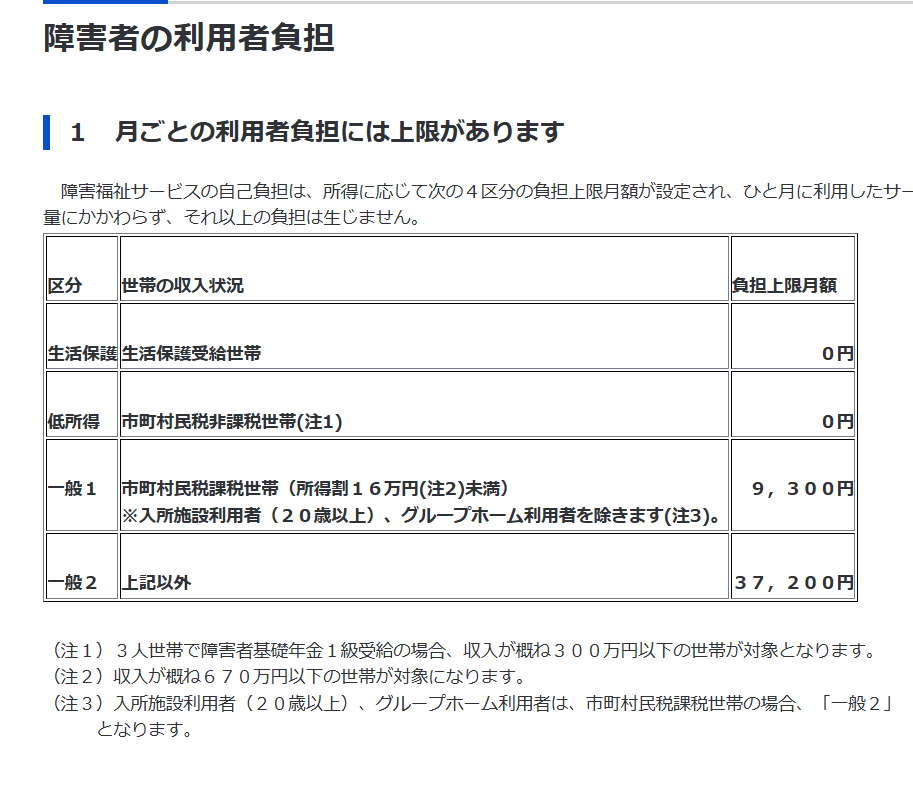 障害者の利用者負担
１　月ごとの利用者負担には上限があります
障害福祉サービスの自己負担は、所得に応じて次の４区分の負担上限月額が設定され、ひと月に利用したサー
量にかかわらず、それ以上の負担は生じません。
区分 世帯の収入状況 負担上限月額
生活保護 生活保護受給世帯 ０円
低所得 市町村民税非課税世帯(注1) ０円
一般１ 市町村民税課税世帯（所得割１６万円(注2)未満） ９，３００円
※入所施設利用者（２０歳以上）、グループホーム利用者を除きます(注3)。
一般２ 上記以外 ３７，２００円
（注１）３人世帯で障害者基礎年金１級受給の場合、収入が概ね３００万円以下の世帯が対象となります。
（注２）収入が概ね６７０万円以下の世帯が対象になります。
（注３）入所施設利用者（２０歳以上）、グループホーム利用者は、市町村民税課税世帯の場合、「一般２」
となります。